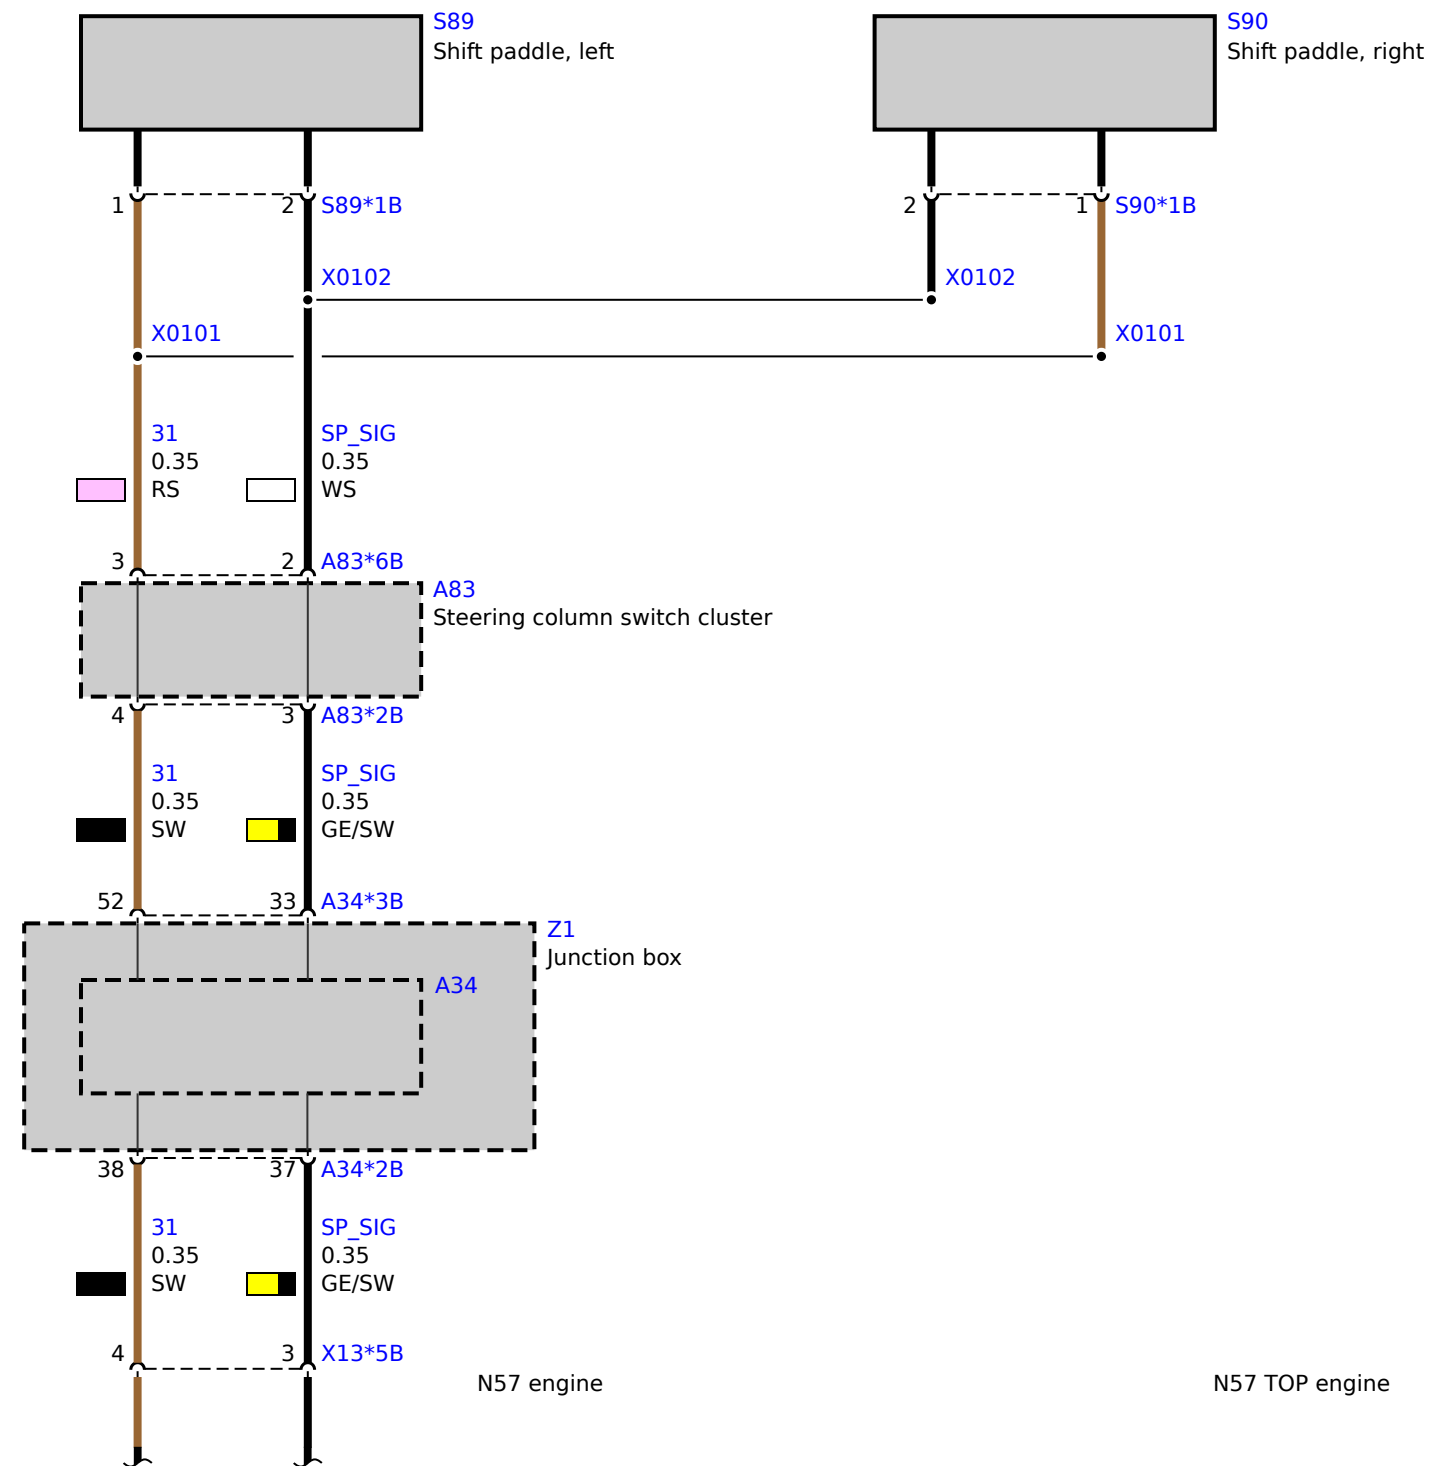 S89
Shift paddle, left
S90
Shift paddle, right
1
2
S89*1B
2
1
S90*1B
X0102
X0102
X0101
X0101
31
0.35
RS
SP_SIG
0.35
WS
3
2
A83*6B
A83
Steering column switch cluster
4
3
A83*2B
31
0.35
SW
SP_SIG
0.35
GE/SW
52
33
A34*3B
Z1
Junction box
A34
38
37
A34*2B
31
0.35
SW
SP_SIG
0.35
GE/SW
4
3
X13*5B
N57 engine
N57 TOP engine